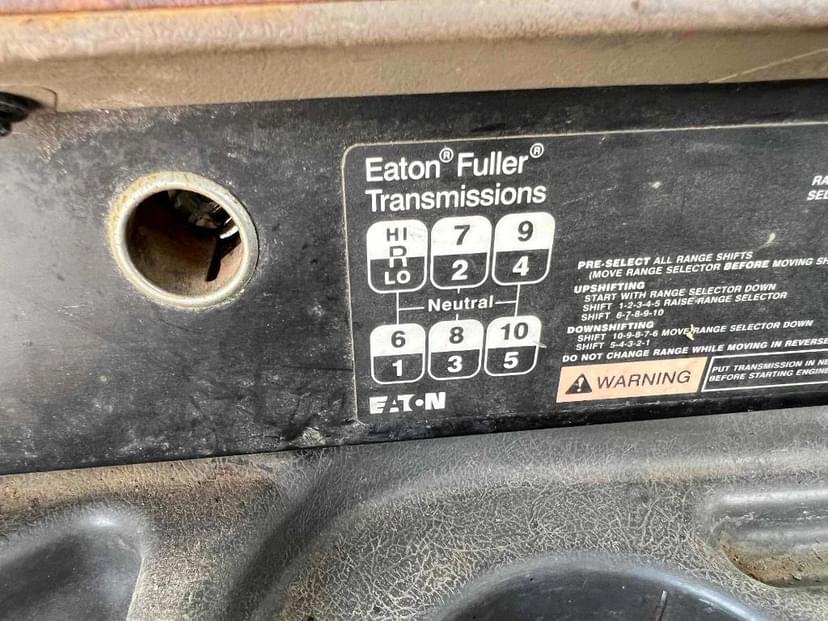 Eaton® Fuller®
Transmissions
HI
R
LO
7
2
9
4
Neutral
6
1
8
3
10
5
EATON
RA
SEL
PRE-SELECT ALL RANGE SHIFTS
(MOVE RANGE SELECTOR BEFORE MOVING SH
UPSHIFTING
START WITH RANGE SELECTOR DOWN
SHIFT 1-2-3-4-5 RAISE RANGE SELECTOR
SHIFT 6-7-8-9-10
DOWNSHIFTING
SHIFT 10-9-8-7-6 MOVE RANGE SELECTOR DOWN
SHIFT 5-4-3-2-1
DO NOT CHANGE RANGE WHILE MOVING IN REVERSE
WARNING
PUT TRANSMISSION IN NE
BEFORE STARTING ENGINE